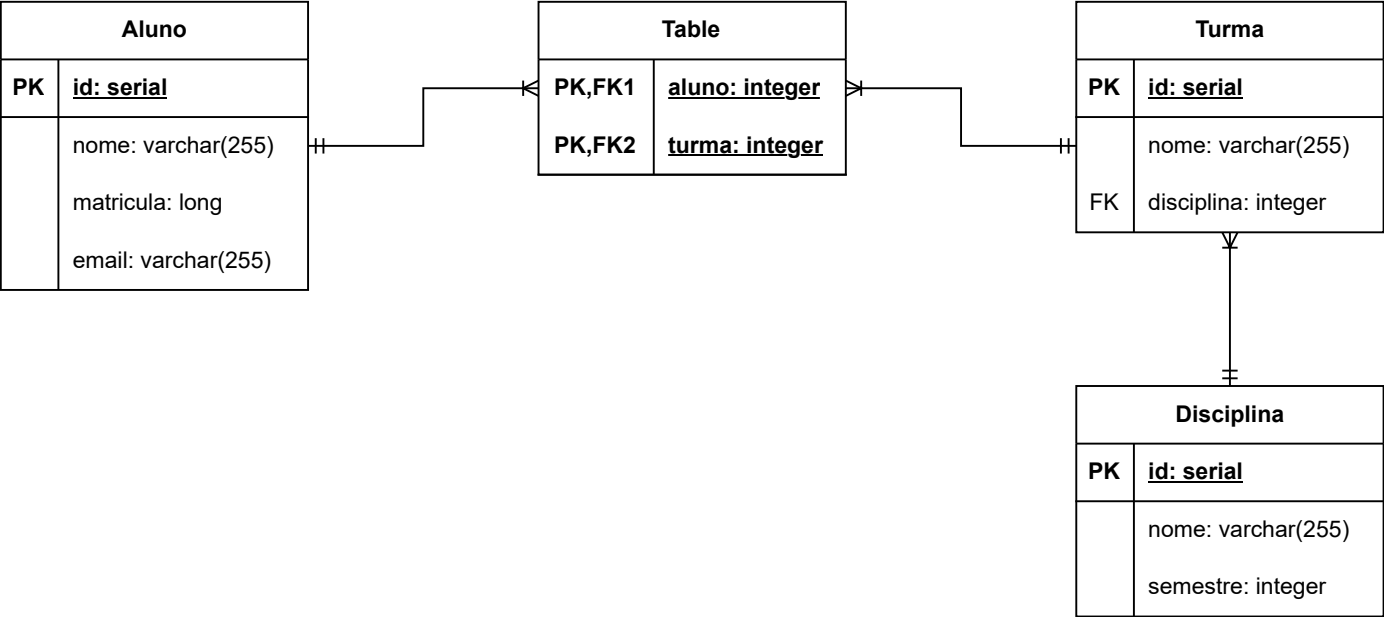 Aluno
PK id: serial
nome: varchar(255)
matricula: long
email: varchar(255)
Table
PK,FK1 aluno: integer
PK,FK2 turma: integer
Turma
PK id: serial
nome: varchar(255)
FK disciplina: integer
Disciplina
PK id: serial
nome: varchar(255)
semestre: integer